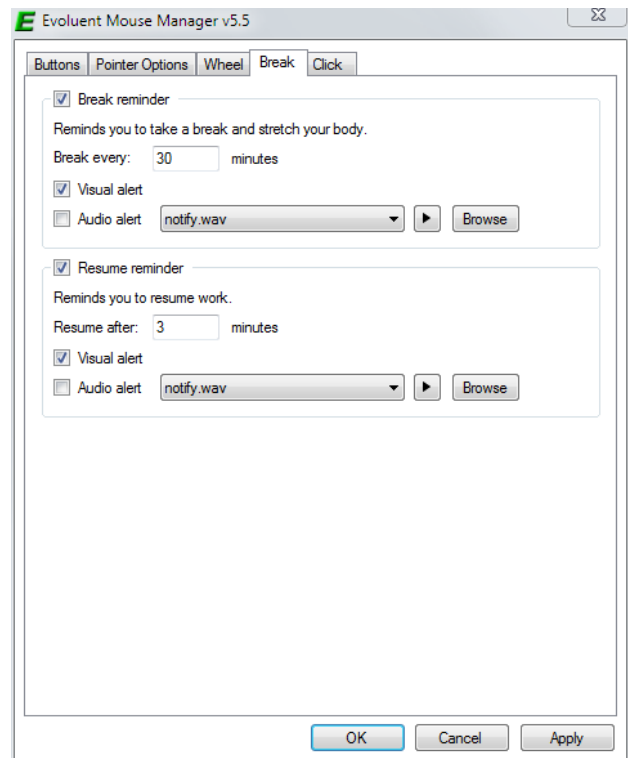 Evoluent Mouse Manager v5.5
Buttons Pointer Options Wheel Break Click
Break reminder
Reminds you to take a break and stretch your body.
Break every: 30 minutes
Visual alert
Audio alert notify.wav Browse
Resume reminder
Reminds you to resume work.
Resume after: 3 minutes
Visual alert
Audio alert notify.wav Browse
OK Cancel Apply